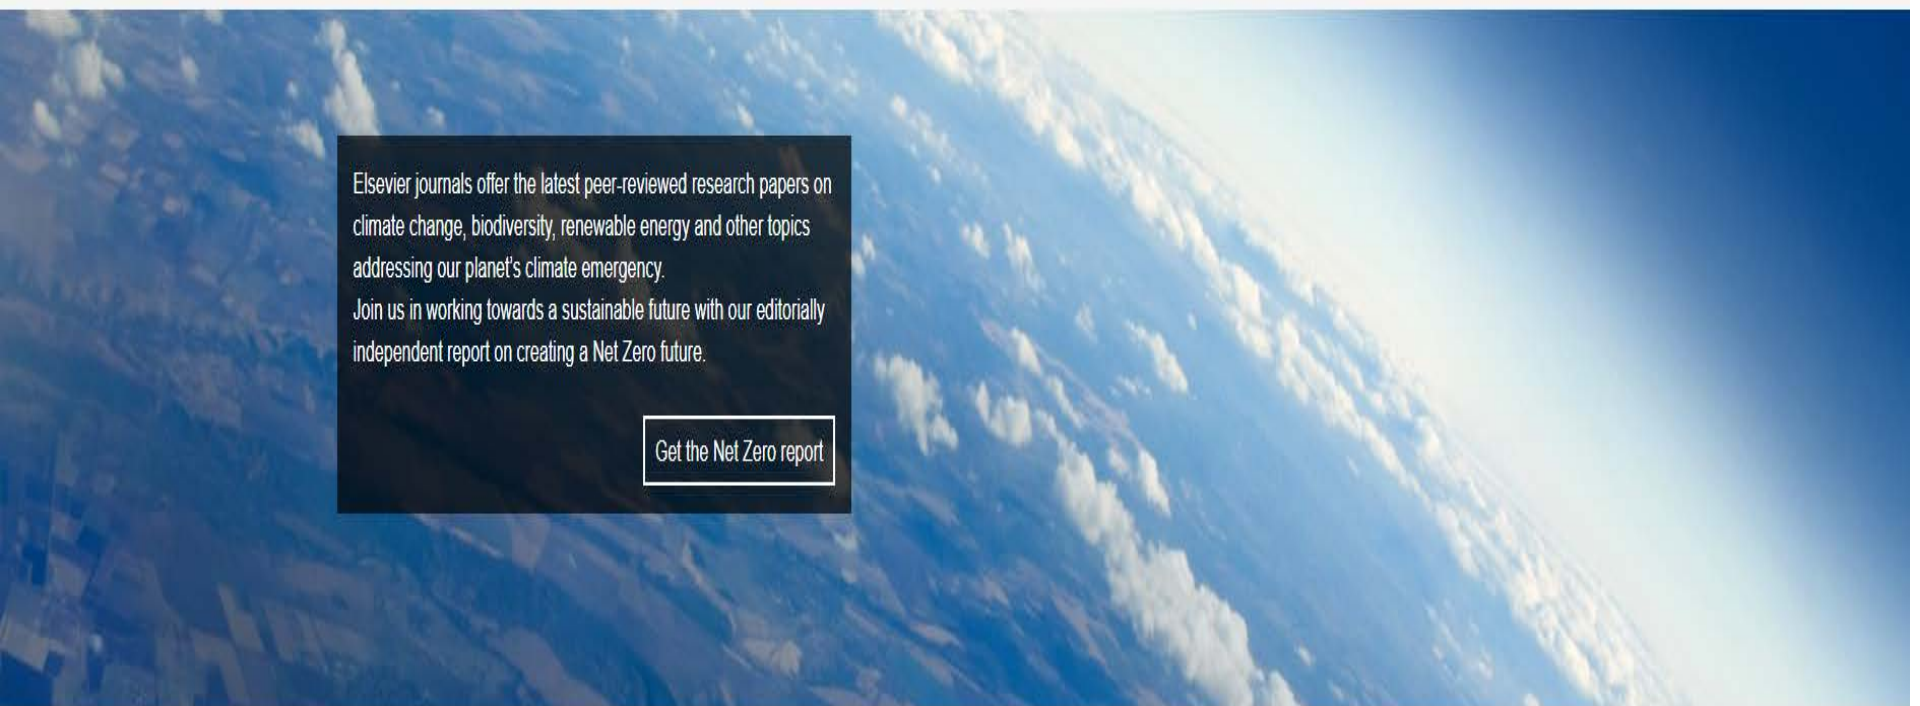 Elsevier journals offer the latest peer-reviewed research papers on
climate change, biodiversity, renewable energy and other topics
addressing our planet's climate emergency.
Join us in working towards a sustainable future with our editorially
independent report on creating a Net Zero future.
Get the Net Zero report